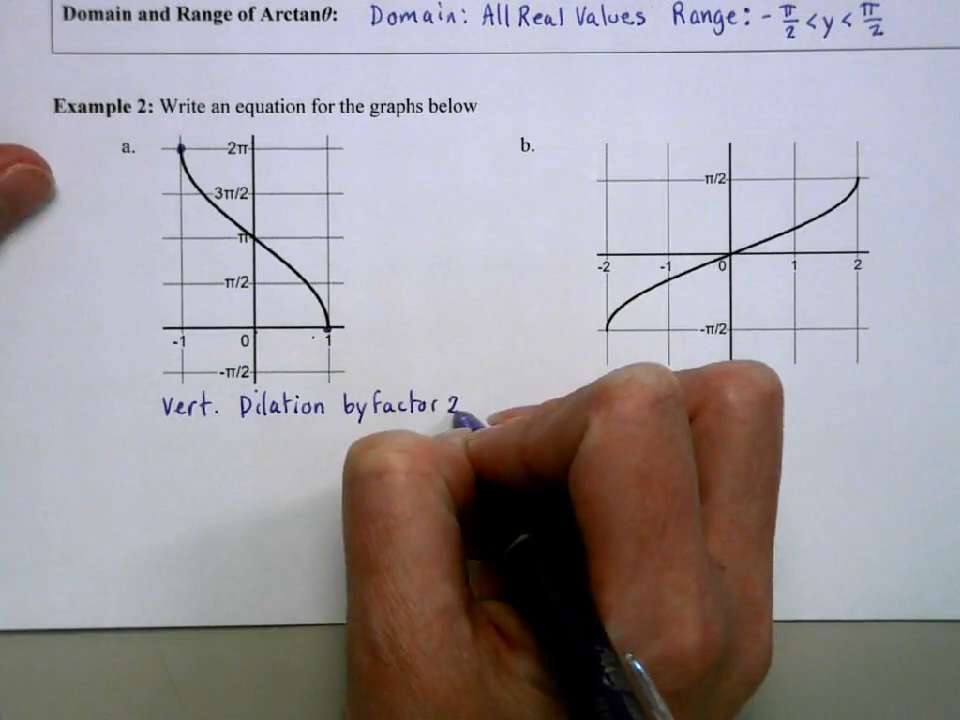 Domain and Range of Arctanθ: Domain: All Real Values Range: - π/2 < y < π/2
Example 2: Write an equation for the graphs below
a.
2π
3π/2
π
π/2
-1 0 1
-π/2
b.
π/2
-2 -1 0 1 2
-π/2
Vert. Dilation by factor 2